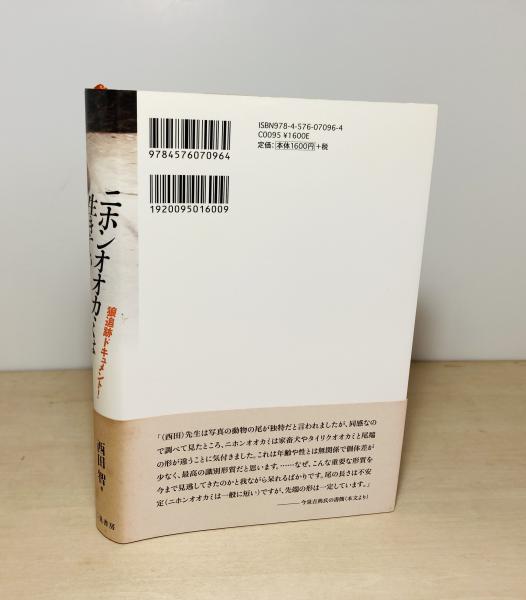 ニホンオオカミは
生き
狼追跡ドキュメント!
西田 智
書房
9784576070964
1920095016009
ISBN978-4-576-07096-4
C0095 ¥1600E
定価:本体1600円+税
「(西田)先生は写真の動物の尾が独特だと言われましたが、同感なの
で調べて見たところ、ニホンオオカミは家畜犬やタイリクオオカミと尾端
の形が違うことに気付きました。これは年齢や性とは無関係で個体差が
少なく、最高の識別形質だと思います。……なぜ、こんな重要な形質を
今まで見逃してきたのかと我ながら呆れるばかりです。尾の長さは不安
定(ニホンオオカミは一般に短い)ですが、先端の形は一定しています。」
――今泉吉典氏の書簡(本文より)